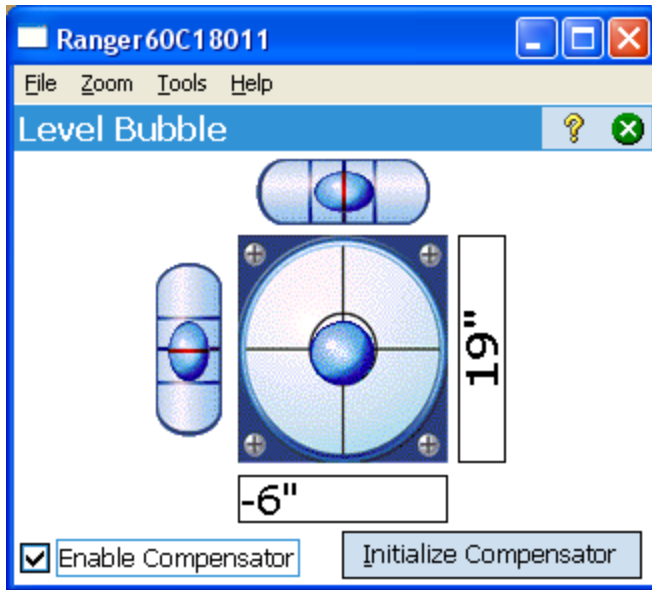 Ranger60C18011
File Zoom Tools Help
Level Bubble
19"
-6"
Enable Compensator
Initialize Compensator